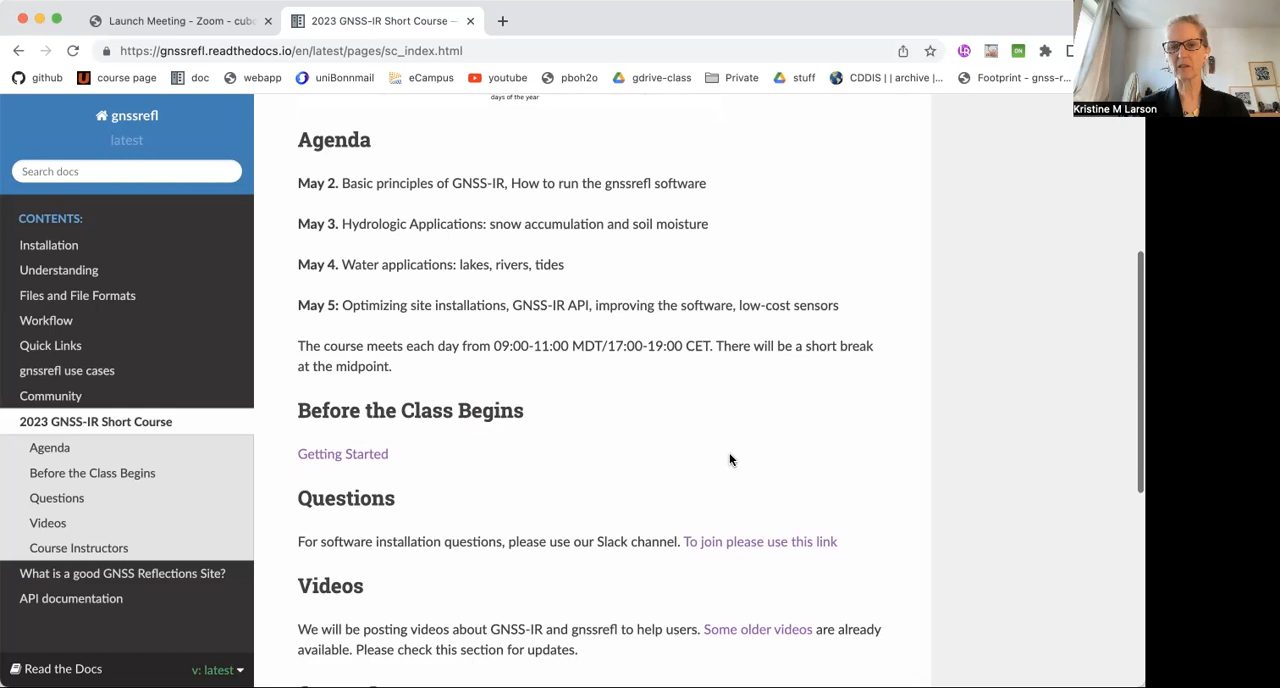 Launch Meeting - Zoom - cubo
2023 GNSS-IR Short Course —
https://gnssrefl.readthedocs.io/en/latest/pages/sc_index.html
github
course page
doc
webapp
uniBonnmail
eCampus
youtube
pboh2o
gdrive-class
Private
stuff
CDDIS | | archive |...
Footprint - gnss-r...
Kristine M Larson
gnssrefl
latest
Search docs
CONTENTS:
Installation
Understanding
Files and File Formats
Workflow
Quick Links
gnssrefl use cases
Community
2023 GNSS-IR Short Course
Agenda
Before the Class Begins
Questions
Videos
Course Instructors
What is a good GNSS Reflections Site?
API documentation
Read the Docs
v: latest
days of the year
Agenda
May 2. Basic principles of GNSS-IR, How to run the gnssrefl software
May 3. Hydrologic Applications: snow accumulation and soil moisture
May 4. Water applications: lakes, rivers, tides
May 5: Optimizing site installations, GNSS-IR API, improving the software, low-cost sensors
The course meets each day from 09:00-11:00 MDT/17:00-19:00 CET. There will be a short break
at the midpoint.
Before the Class Begins
Getting Started
Questions
For software installation questions, please use our Slack channel. To join please use this link
Videos
We will be posting videos about GNSS-IR and gnssrefl to help users. Some older videos are already
available. Please check this section for updates.